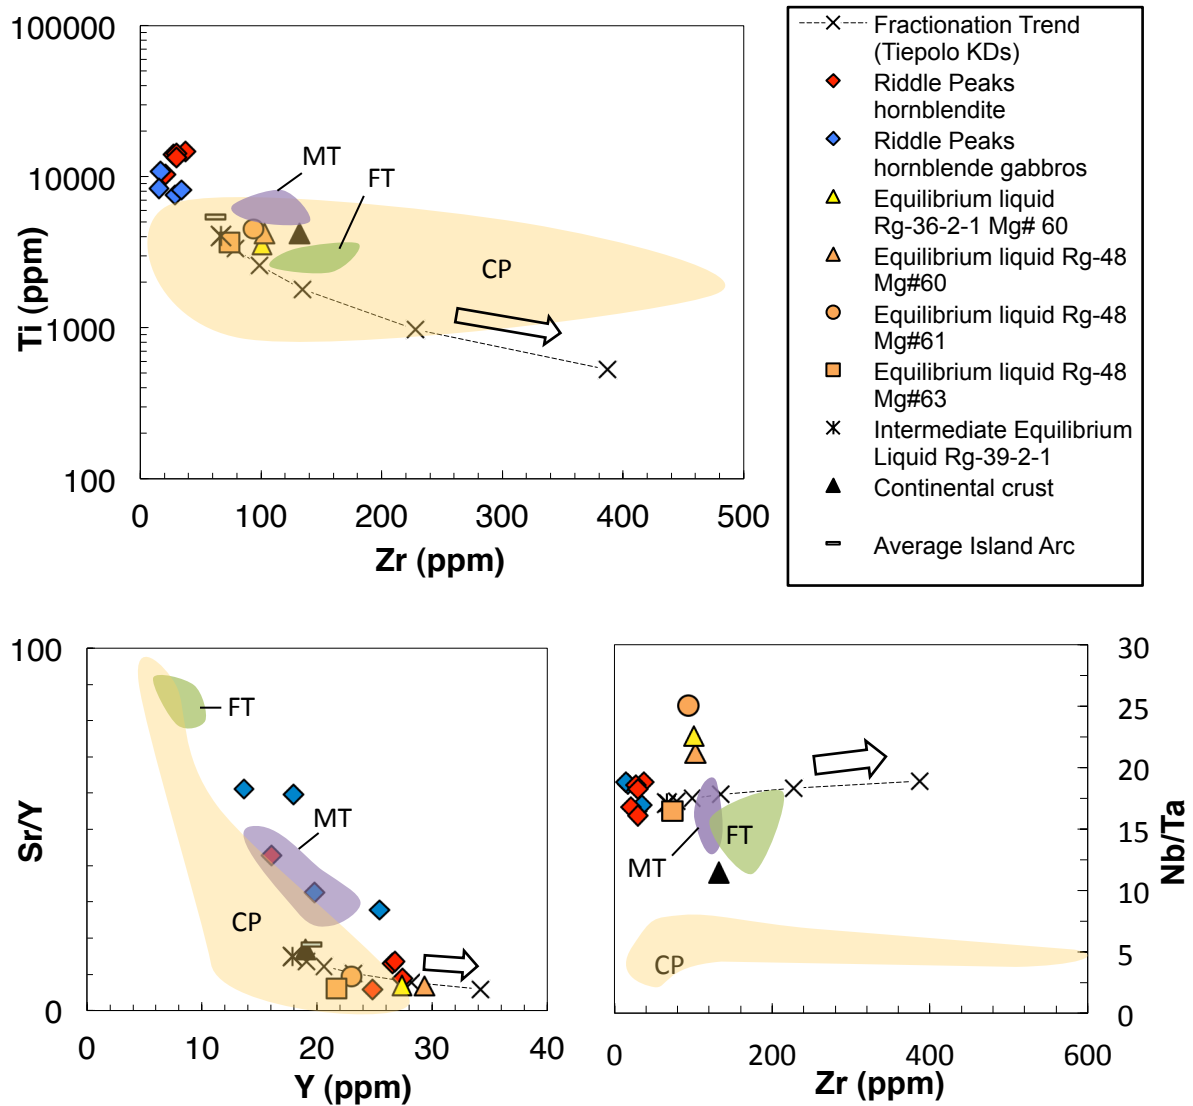 100000
10000
1000
100
Ti (ppm)
0
100
200
300
400
500
Zr (ppm)
MT
FT
CP
Fractionation Trend
(Tiepolo KDs)
Riddle Peaks
hornblendite
Riddle Peaks
hornblende gabbros
Equilibrium liquid
Rg-36-2-1 Mg# 60
Equilibrium liquid Rg-48
Mg#60
Equilibrium liquid Rg-48
Mg#61
Equilibrium liquid Rg-48
Mg#63
Intermediate Equilibrium
Liquid Rg-39-2-1
Continental crust
Average Island Arc
100
0
Sr/Y
0
10
20
30
40
Y (ppm)
FT
MT
CP
30
25
20
15
10
5
0
Nb/Ta
0
200
400
600
Zr (ppm)
MT
FT
CP